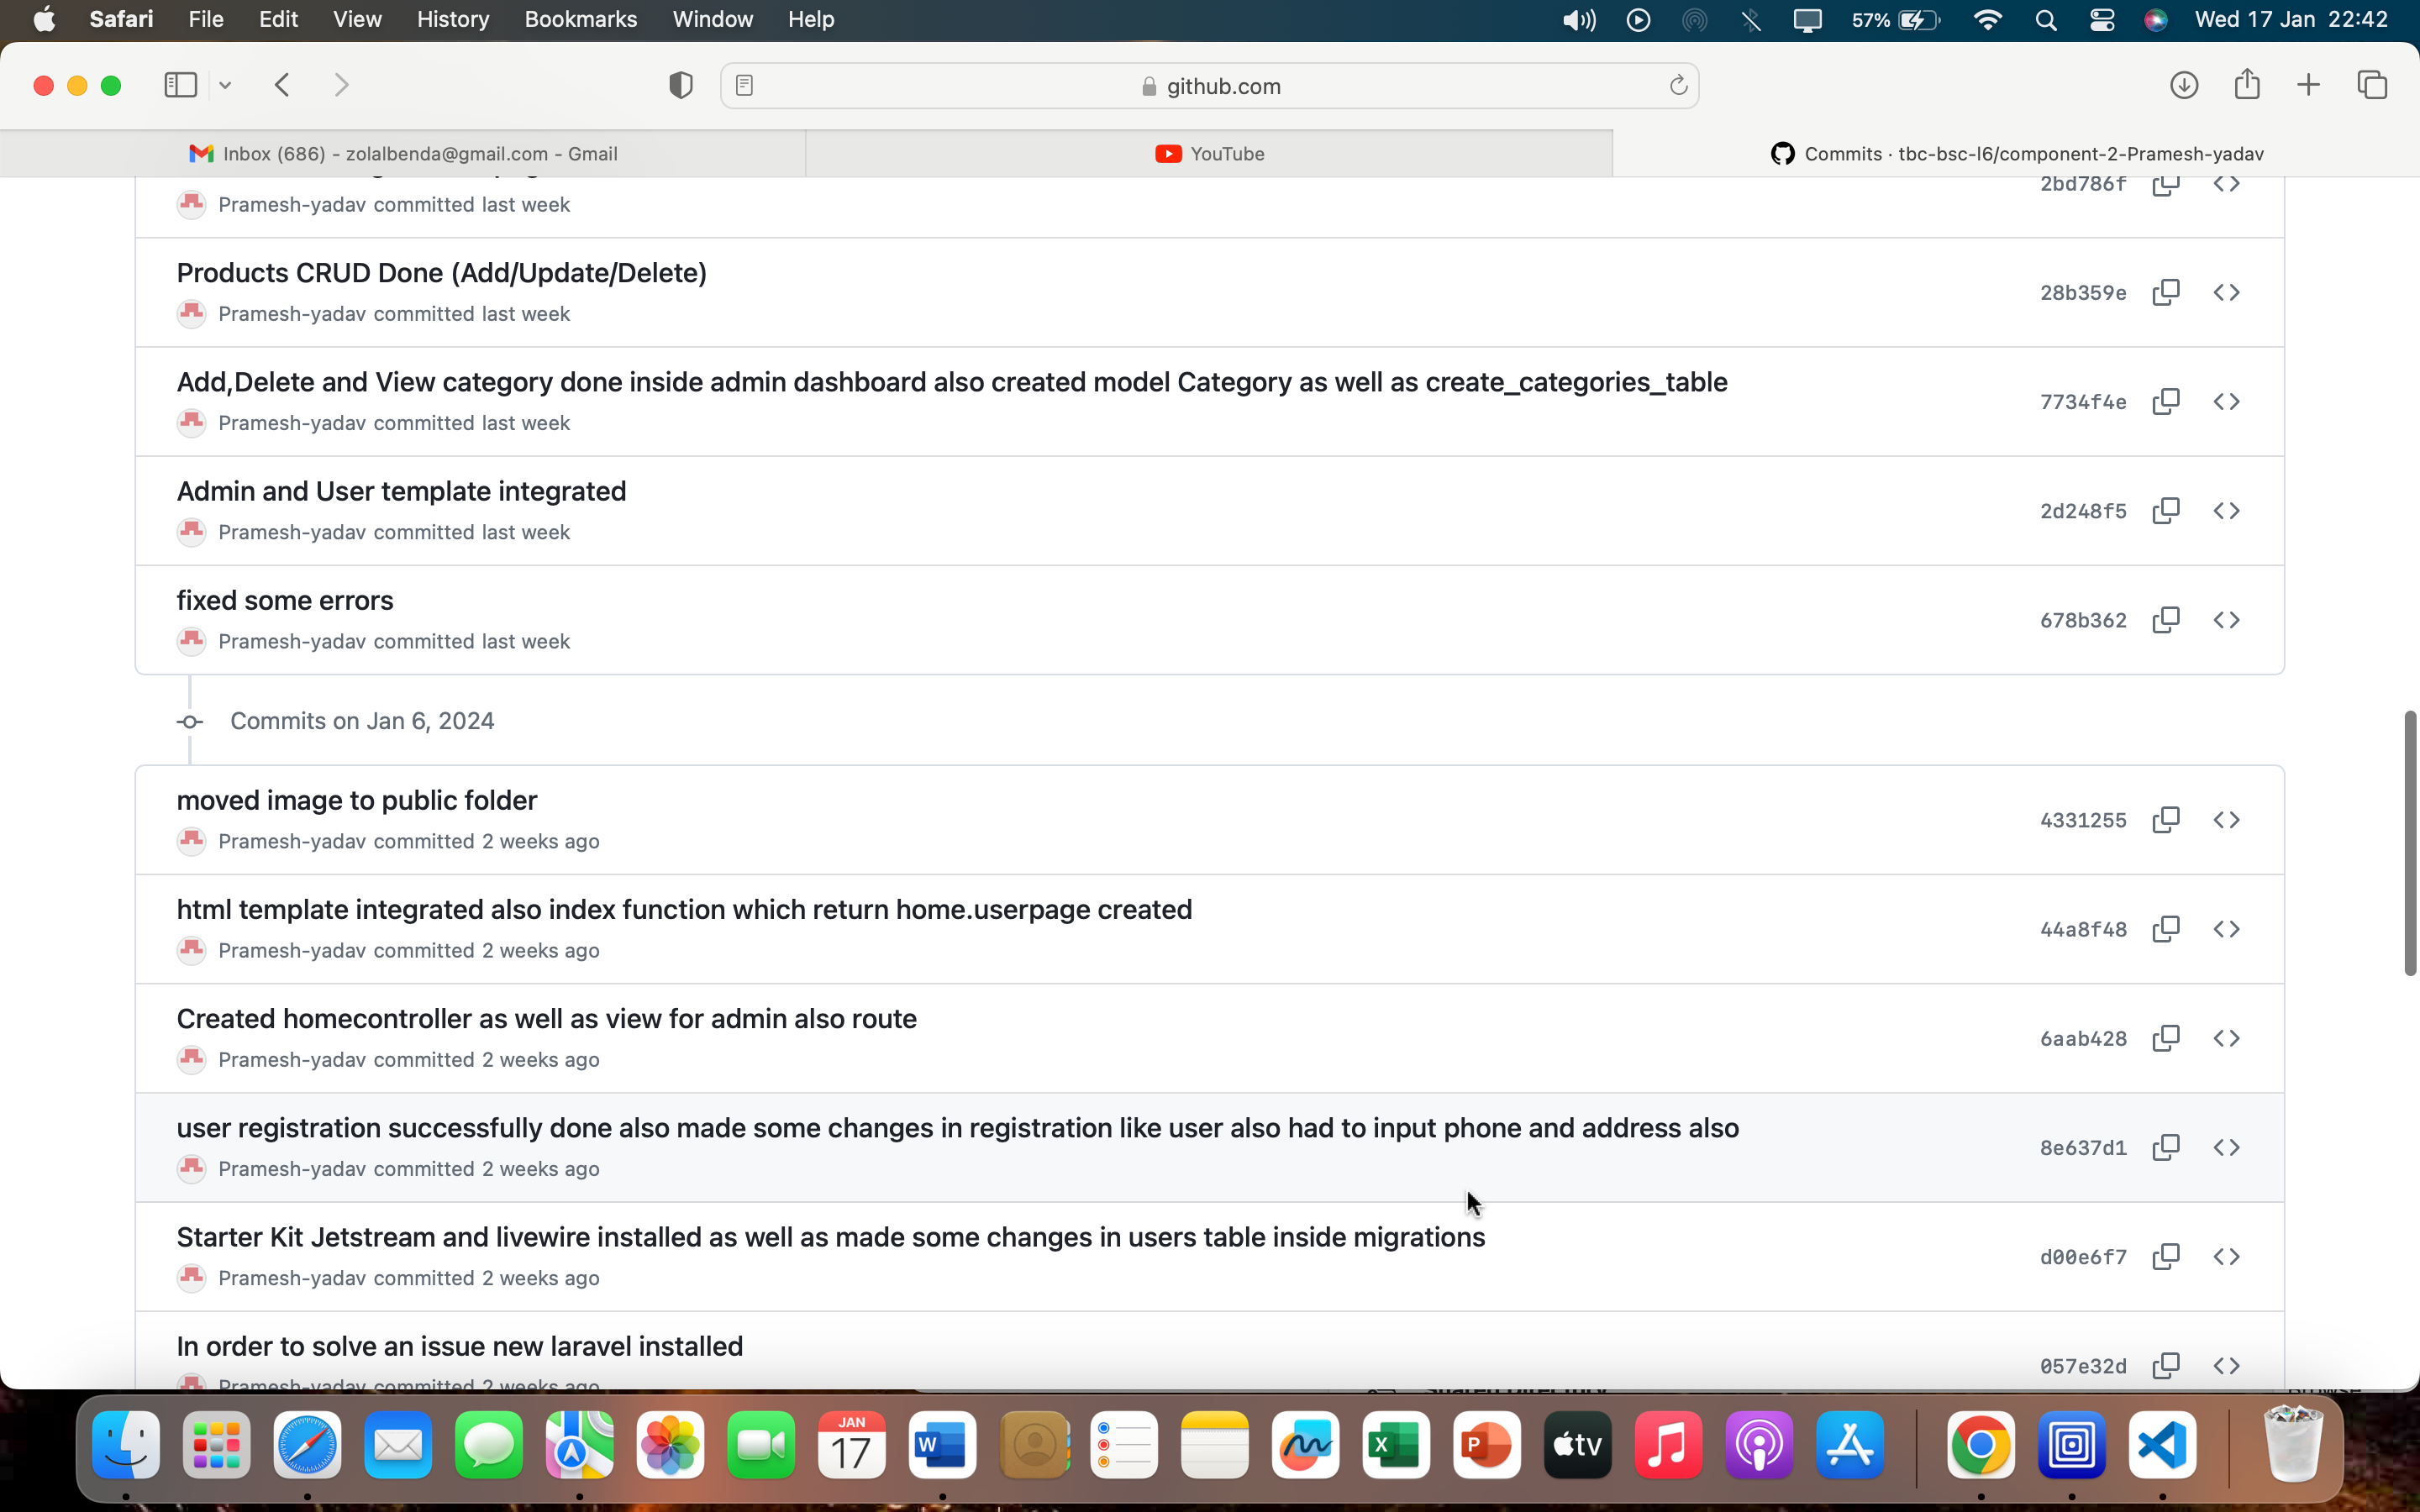 Safari File Edit View History Bookmarks Window Help 57% Wed 17 Jan 22:42
github.com
Inbox (686) - zolalbenda@gmail.com - Gmail
YouTube
Commits · tbc-bsc-l6/component-2-Pramesh-yadav
2bd786f
Pramesh-yadav committed last week
Products CRUD Done (Add/Update/Delete)
28b359e
Pramesh-yadav committed last week
Add,Delete and View category done inside admin dashboard also created model Category as well as create_categories_table
7734f4e
Pramesh-yadav committed last week
Admin and User template integrated
2d248f5
Pramesh-yadav committed last week
fixed some errors
678b362
Pramesh-yadav committed last week
Commits on Jan 6, 2024
moved image to public folder
4331255
Pramesh-yadav committed 2 weeks ago
html template integrated also index function which return home.userpage created
44a8f48
Pramesh-yadav committed 2 weeks ago
Created homecontroller as well as view for admin also route
6aab428
Pramesh-yadav committed 2 weeks ago
user registration successfully done also made some changes in registration like user also had to input phone and address also
8e637d1
Pramesh-yadav committed 2 weeks ago
Starter Kit Jetstream and livewire installed as well as made some changes in users table inside migrations
d00e6f7
Pramesh-yadav committed 2 weeks ago
In order to solve an issue new laravel installed
057e32d
Pramesh-yadav committed 2 weeks ago
JAN
17
W
X
P
tv